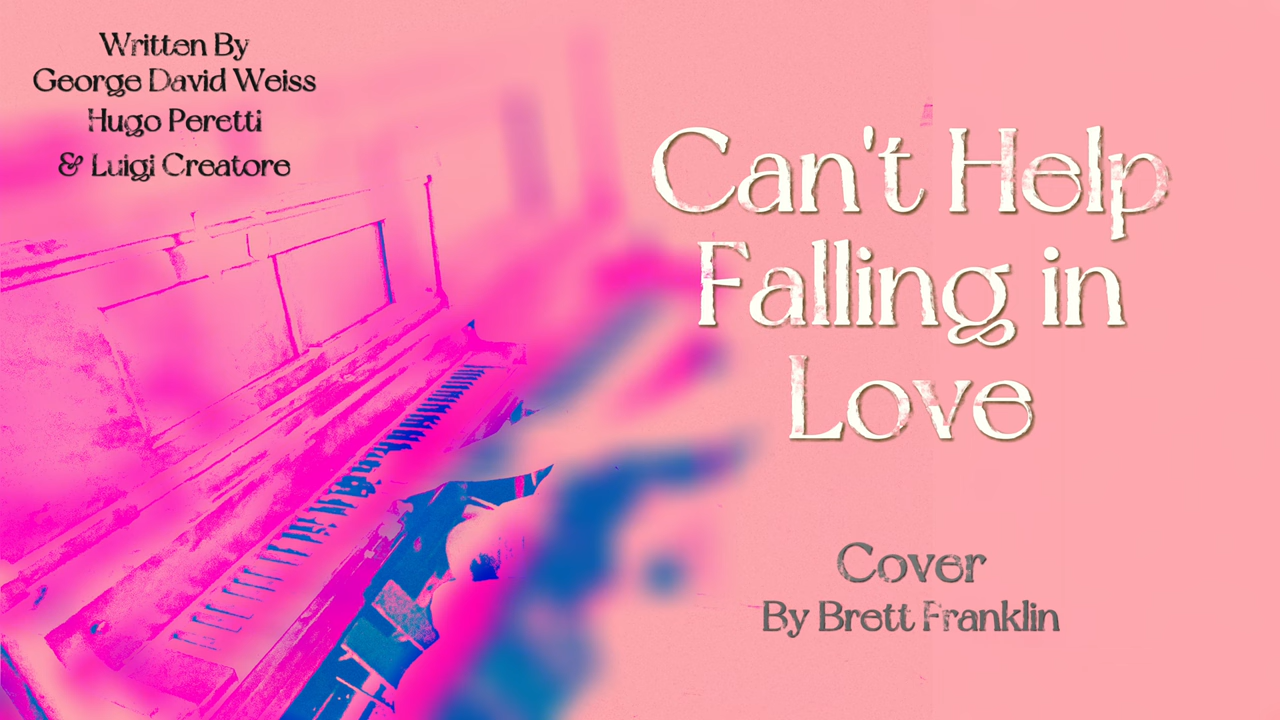 Written By
George David Weiss
Hugo Peretti
& Luigi Creatore
Can't Help
Falling in
Love
Cover
By Brett Franklin